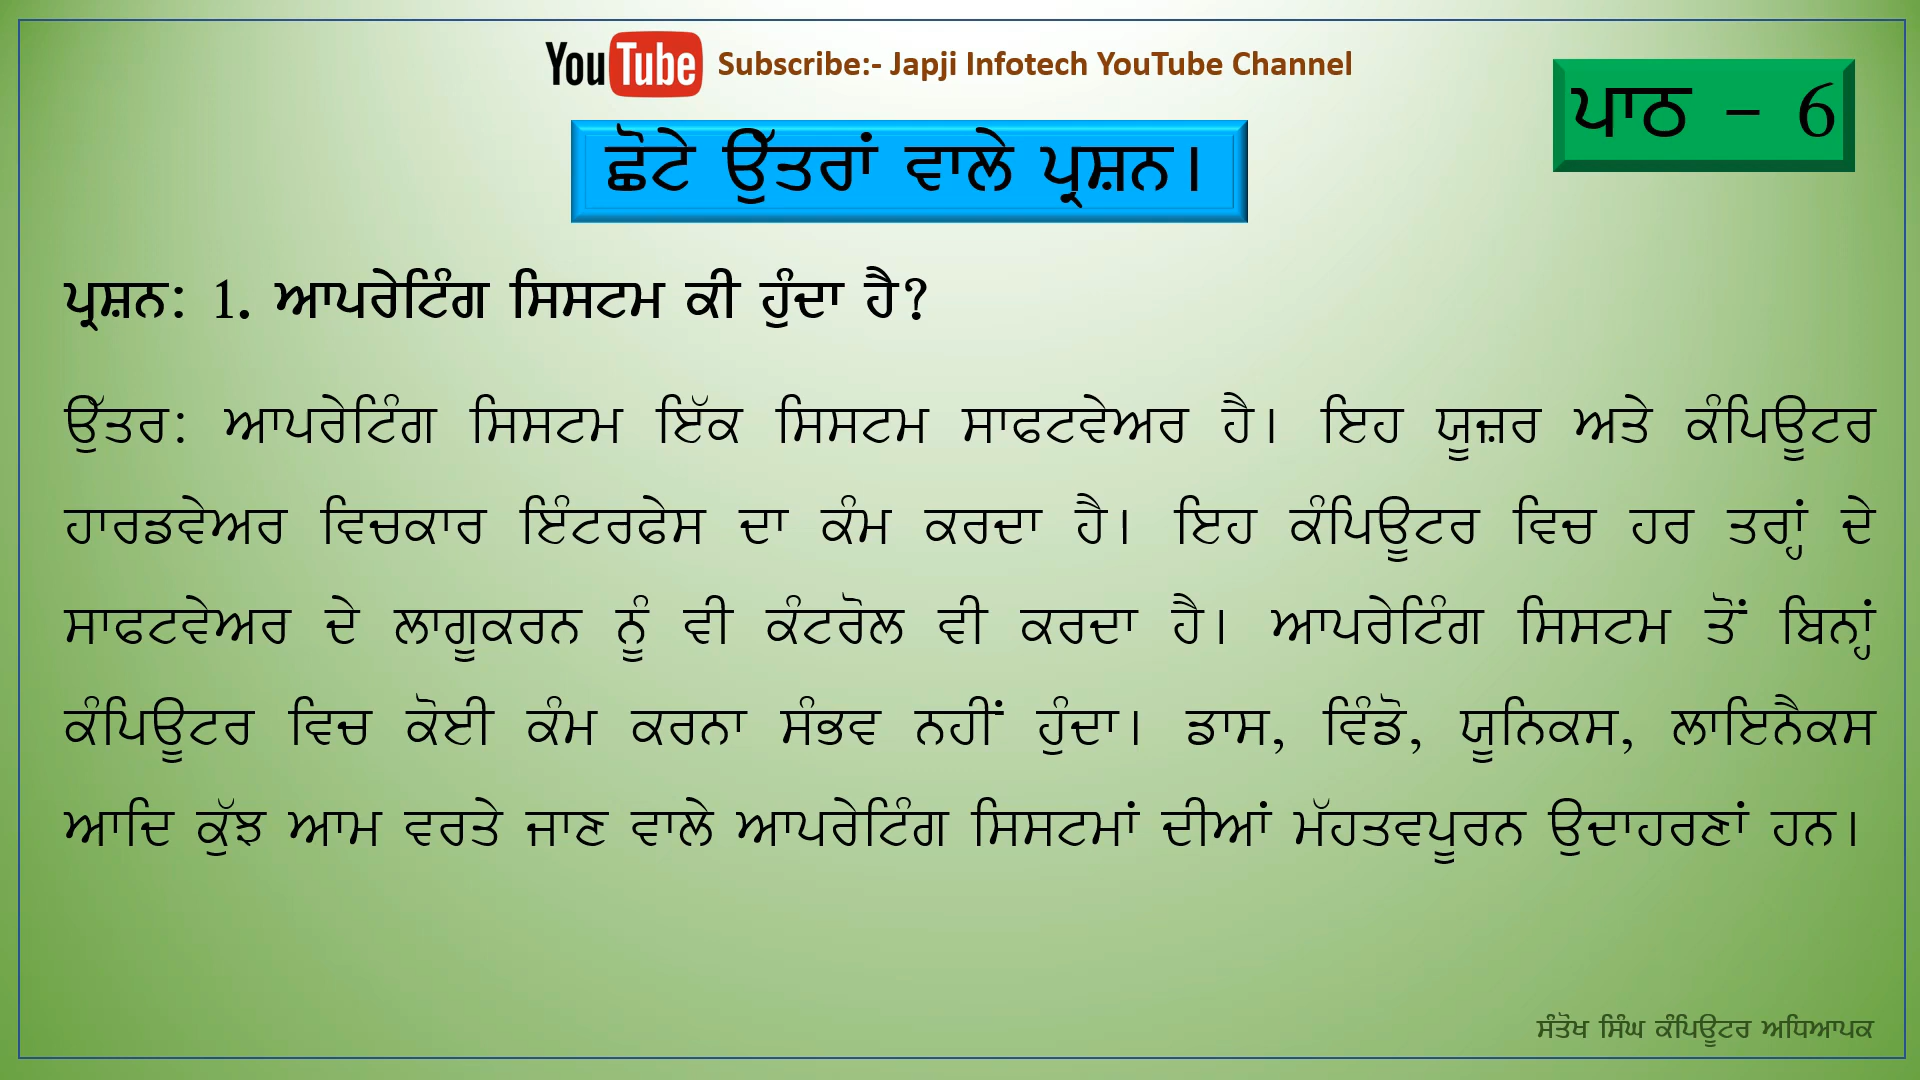 YouTube Subscribe:- Japji Infotech YouTube Channel
ਪਾਠ – 6
ਛੋਟੇ ਉੱਤਰਾਂ ਵਾਲੇ ਪ੍ਰਸ਼ਨ।
ਪ੍ਰਸ਼ਨ: 1. ਆਪਰੇਟਿੰਗ ਸਿਸਟਮ ਕੀ ਹੁੰਦਾ ਹੈ?
ਉੱਤਰ: ਆਪਰੇਟਿੰਗ ਸਿਸਟਮ ਇੱਕ ਸਿਸਟਮ ਸਾਫਟਵੇਅਰ ਹੈ। ਇਹ ਯੂਜ਼ਰ ਅਤੇ ਕੰਪਿਊਟਰ
ਹਾਰਡਵੇਅਰ ਵਿਚਕਾਰ ਇੰਟਰਫੇਸ ਦਾ ਕੰਮ ਕਰਦਾ ਹੈ। ਇਹ ਕੰਪਿਊਟਰ ਵਿਚ ਹਰ ਤਰ੍ਹਾਂ ਦੇ
ਸਾਫਟਵੇਅਰ ਦੇ ਲਾਗੂਕਰਨ ਨੂੰ ਵੀ ਕੰਟਰੋਲ ਵੀ ਕਰਦਾ ਹੈ। ਆਪਰੇਟਿੰਗ ਸਿਸਟਮ ਤੋਂ ਬਿਨ੍ਹਾਂ
ਕੰਪਿਊਟਰ ਵਿਚ ਕੋਈ ਕੰਮ ਕਰਨਾ ਸੰਭਵ ਨਹੀਂ ਹੁੰਦਾ। ਡਾਸ, ਵਿੰਡੋ, ਯੂਨਿਕਸ, ਲਾਇਨੈਕਸ
ਆਦਿ ਕੁੱਝ ਆਮ ਵਰਤੇ ਜਾਣ ਵਾਲੇ ਆਪਰੇਟਿੰਗ ਸਿਸਟਮਾਂ ਦੀਆਂ ਮੱਹਤਵਪੂਰਨ ਉਦਾਹਰਣਾਂ ਹਨ।
ਸੰਤੋਖ ਸਿੰਘ ਕੰਪਿਊਟਰ ਅਧਿਆਪਕ